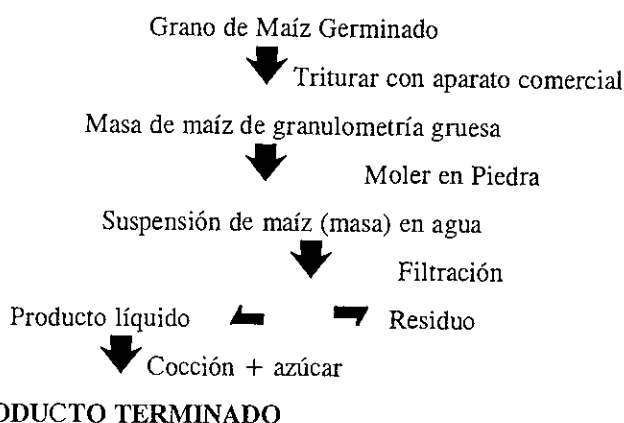 Grano de Maíz Germinado
Triturar con aparato comercial
Masa de maíz de granulometría gruesa
Moler en Piedra
Suspensión de maíz (masa) en agua
Filtración
Producto líquido Residuo
Cocción + azúcar
ODUCTO TERMINADO